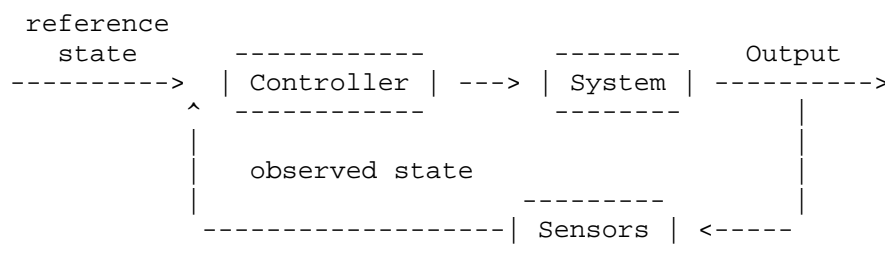 reference
state Output
Controller System
observed state
Sensors